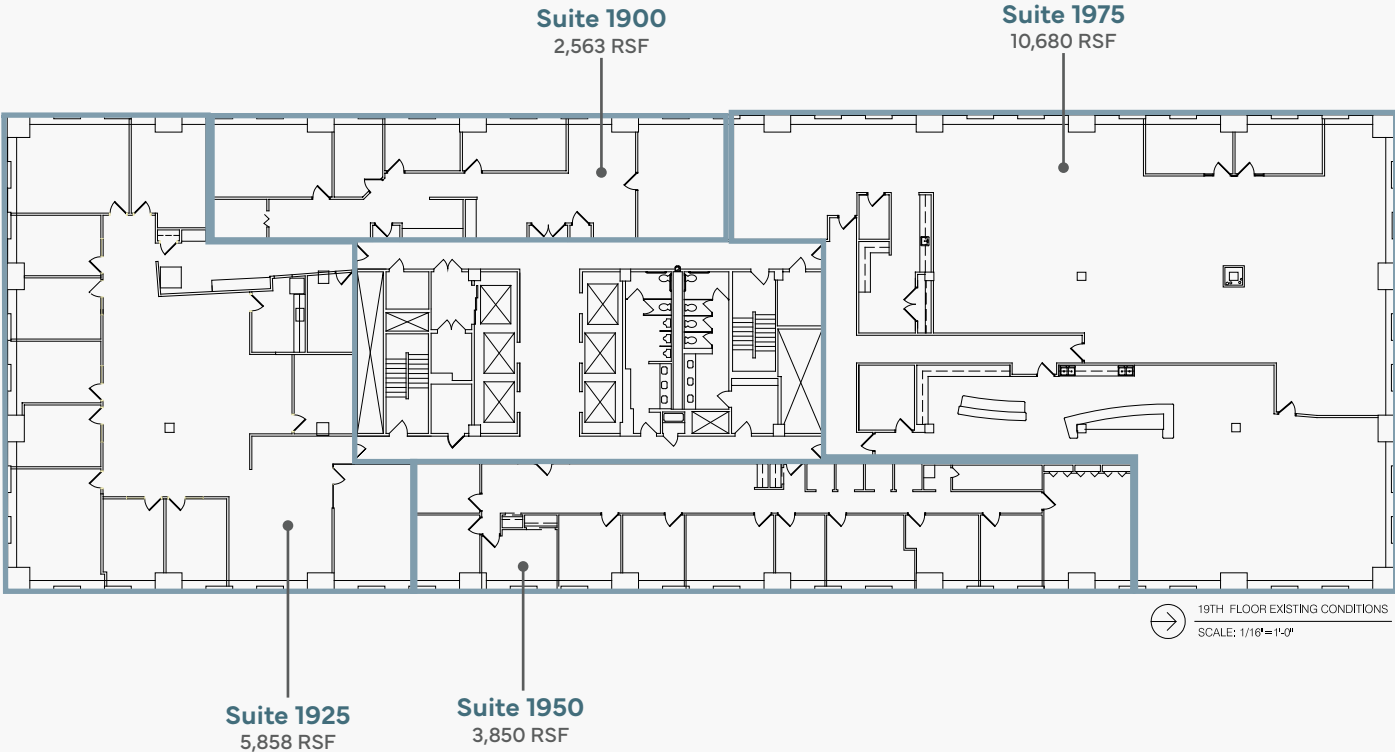 Suite 1900
2,563 RSF
Suite 1975
10,680 RSF
19TH FLOOR EXISTING CONDITIONS
SCALE: 1/16"=1'-0"
Suite 1925
5,858 RSF
Suite 1950
3,850 RSF